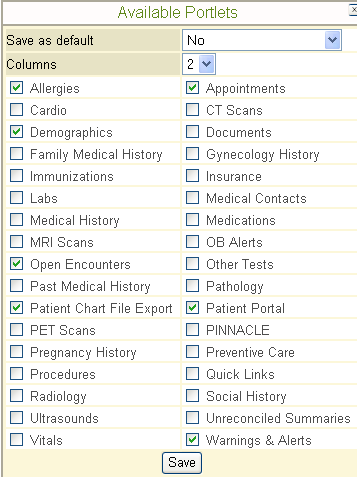 Available Portlets
Save as default No
Columns 2
Allergies Appointments
Cardio CT Scans
Demographics Documents
Family Medical History Gynecology History
Immunizations Insurance
Labs Medical Contacts
Medical History Medications
MRI Scans OB Alerts
Open Encounters Other Tests
Past Medical History Pathology
Patient Chart File Export Patient Portal
PET Scans PINNACLE
Pregnancy History Preventive Care
Procedures Quick Links
Radiology Social History
Ultrasounds Unreconciled Summaries
Vitals Warnings & Alerts
Save